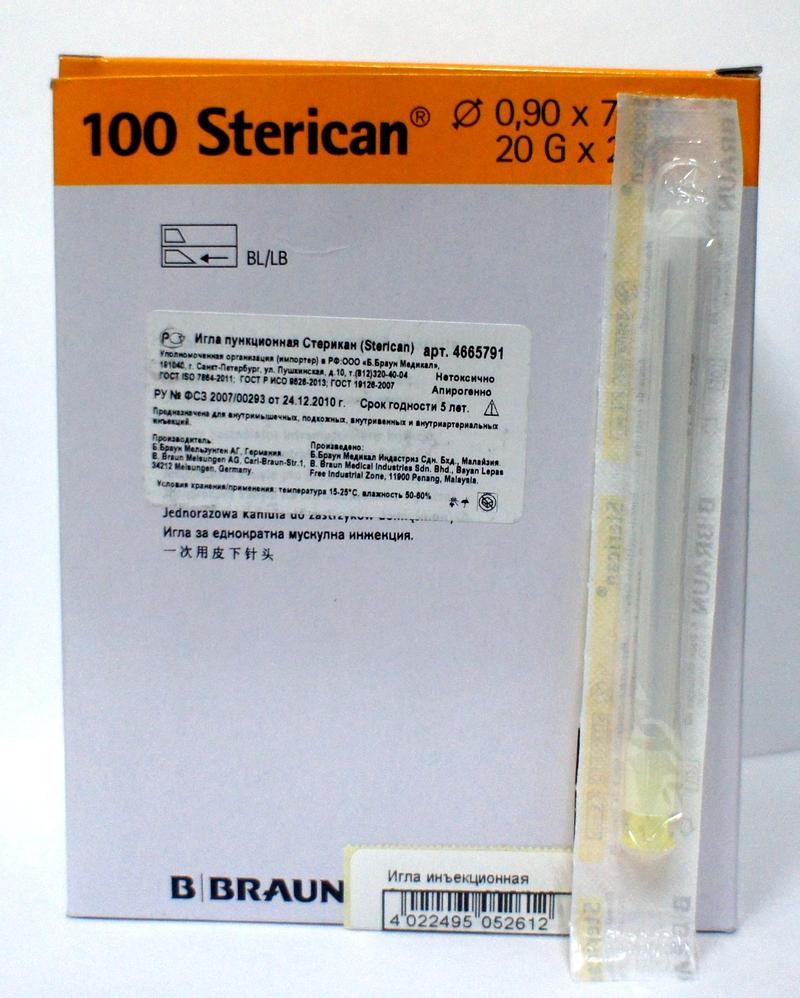 100 Sterican® Ø 0,90 x 7
20 G x 2
BL/LB
Игла пункционная Стерикан (Sterican) арт. 4665791
Уполномоченная организация (импортер) в РФ:ООО «Б.Браун Медикал»,
191040, г. Санкт-Петербург, ул. Пушкинская, д.10, т.(812)320-40-04
Нетоксично
ГОСТ ISO 7864-2011; ГОСТ Р ИСО 9626-2013; ГОСТ 19126-2007
Апирогенно
РУ № ФСЗ 2007/00293 от 24.12.2010 г. Срок годности 5 лет.
Предназначена для внутримышечных, подкожных, внутривенных и внутриартериальных
инъекций.
Производитель
Б.Браун Мельзунген АГ, Германия
B. Braun Melsungen AG, Carl-Braun-Str.1,
34212 Melsungen, Germany.
Произведено:
Б.Браун Медикал Индастриз Сдн. Бхд., Малайзия
B. Braun Medical Industries Sdn. Bhd., Bayan Lepas
Free Industrial Zone, 11900 Penang, Malaysia.
Условия хранения/применения: температура 15-25°C, влажность 50-60%
Jednorazowa kaniula do zastrzyków
Игла за еднократна мускулна инженция.
一次用皮下针头
B|BRAUN
Игла инъекционная
4 022495 052612
Sterican®
B|BRAUN